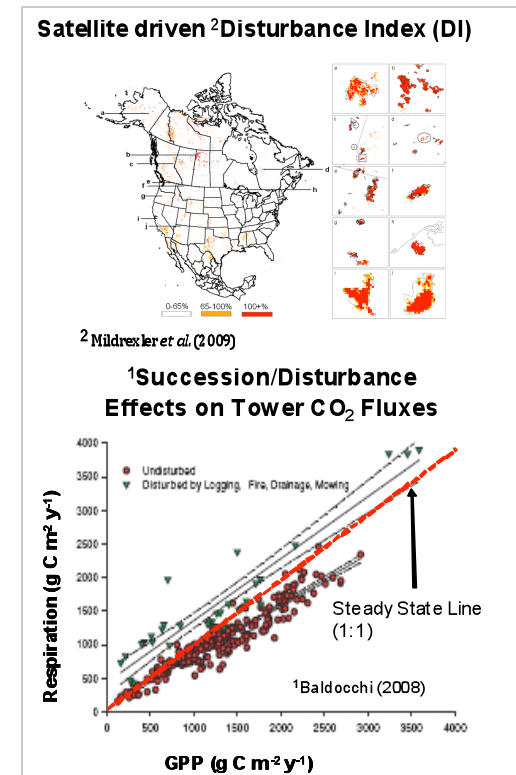 Satellite driven ²Disturbance Index (DI)
a
b
c
e
f
g
i
j
d
h
a
b
c
d
e
f
g
h
i
j
0-65%
65-100%
100+%
² Mildrexler et al. (2009)
¹Succession/Disturbance
Effects on Tower CO₂ Fluxes
Respiration (g C m⁻² y⁻¹)
4000
3500
3000
2500
2000
1500
1000
500
0
Undisturbed
Disturbed by Logging, Fire, Drainage, Mowing
Steady State Line
(1:1)
¹Baldocchi (2008)
0
500
1000
1500
2000
2500
3000
3500
4000
GPP (g C m⁻² y⁻¹)